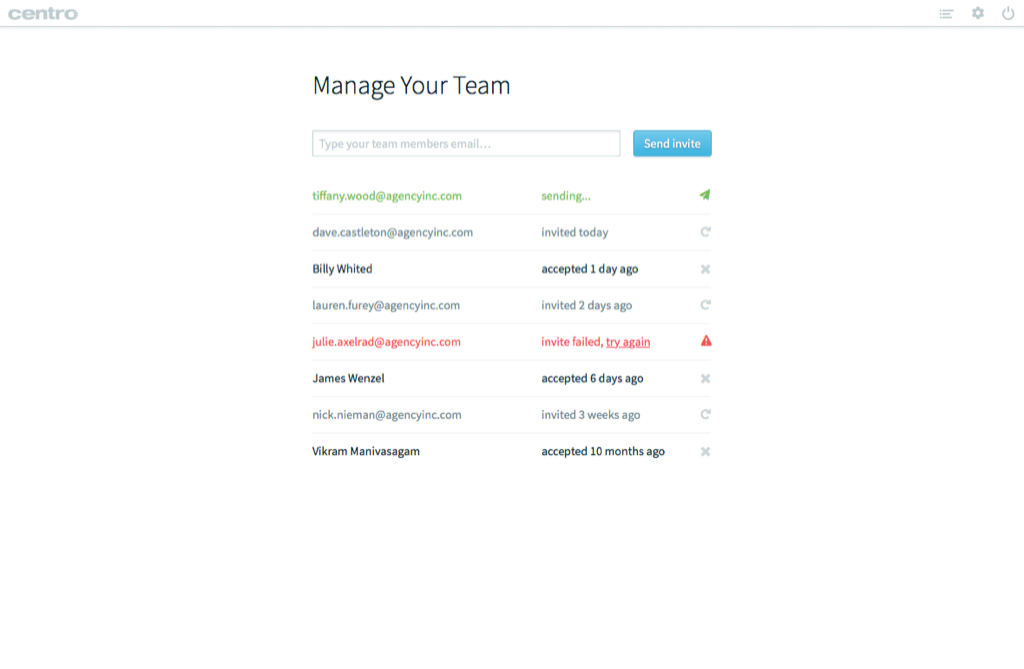 centro
Manage Your Team
Type your team members email...
Send invite
tiffany.wood@agencyinc.com sending...
dave.castleton@agencyinc.com invited today
Billy Whited accepted 1 day ago
lauren.furey@agencyinc.com invited 2 days ago
julie.axelrad@agencyinc.com invite failed, try again
James Wenzel accepted 6 days ago
nick.nieman@agencyinc.com invited 3 weeks ago
Vikram Manivasagam accepted 10 months ago